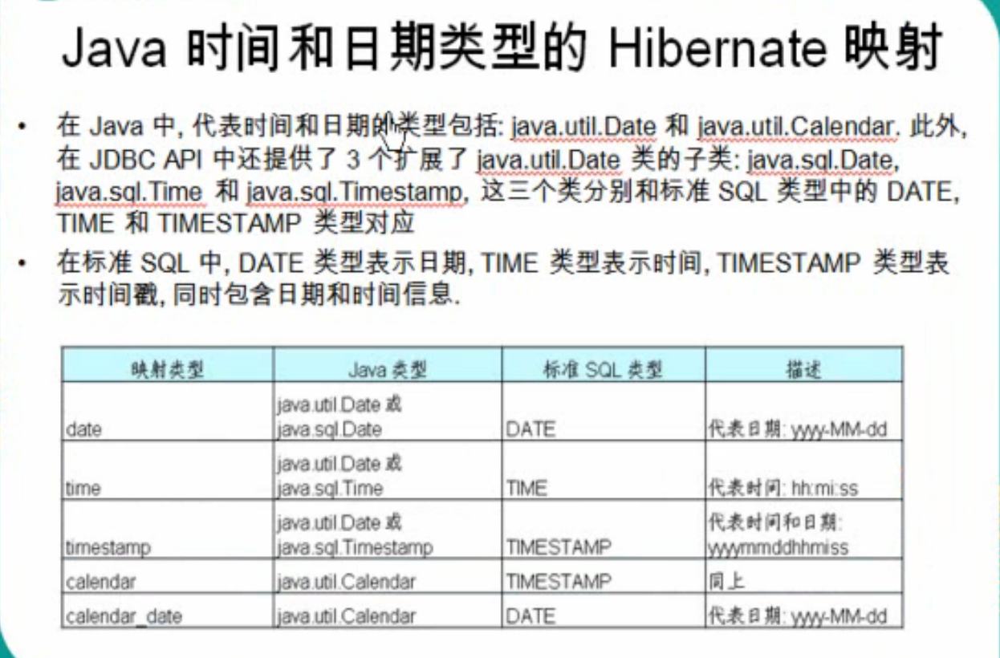 Java 时间和日期类型的 Hibernate 映射
• 在 Java 中, 代表时间和日期的类型包括: java.util.Date 和 java.util.Calendar. 此外,
在 JDBC API 中还提供了 3 个扩展了 java.util.Date 类的子类: java.sql.Date,
java.sql.Time 和 java.sql.Timestamp, 这三个类分别和标准 SQL 类型中的 DATE,
TIME 和 TIMESTAMP 类型对应
• 在标准 SQL 中, DATE 类型表示日期, TIME 类型表示时间, TIMESTAMP 类型表
示时间戳, 同时包含日期和时间信息.
映射类型 Java 类型 标准 SQL 类型 描述
java.util.Date 或
date java.sql.Date DATE 代表日期: yyyy-MM-dd
java.util.Date 或
time java.sql.Time TIME 代表时间: hh:mi:ss
java.util.Date 或 代表时间和日期:
timestamp java.sql.Timestamp TIMESTAMP yyyymmddhhmiss
calendar java.util.Calendar TIMESTAMP 同上
calendar_date java.util.Calendar DATE 代表日期: yyyy-MM-dd